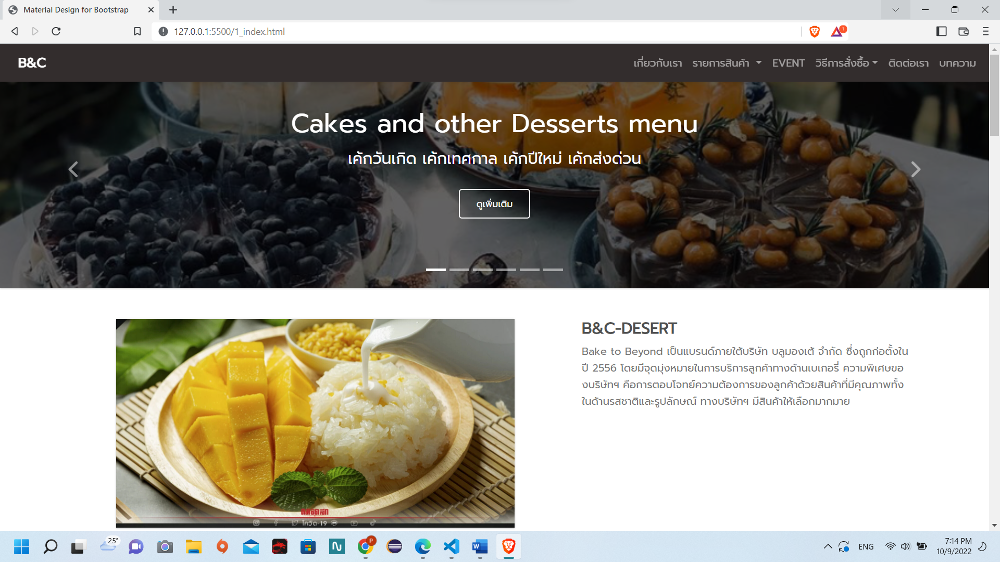 Material Design for Bootstrap
127.0.0.1:5500/1_index.html
1
B&C
เกี่ยวกับเรา รายการสินค้า EVENT วิธีการสั่งซื้อ ติดต่อเรา บทความ
Cakes and other Desserts menu
เค้กวันเกิด เค้กเทศกาล เค้กปีใหม่ เค้กส่งด่วน
ดูเพิ่มเติม
B&C-DESERT
Bake to Beyond เป็นแบรนด์ภายใต้บริษัท บลูมองเต้ จำกัด ซึ่งถูกก่อตั้งใน
ปี 2556 โดยมีจุดมุ่งหมายในการบริการลูกค้าทางด้านเบเกอรี่ ความพิเศษขอ
งบริษัทฯ คือการตอบโจทย์ความต้องการของลูกค้าด้วยสินค้าที่มีคุณภาพทั้ง
ในด้านรสชาติและรูปลักษณ์ ทางบริษัทฯ มีสินค้าให้เลือกมากมาย
โควิด-19
25°
P
W
ENG
7:14 PM
10/9/2022